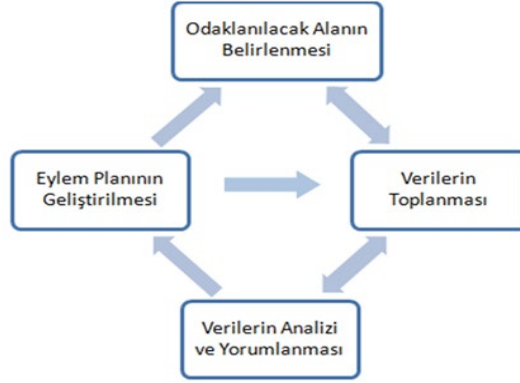 Odaklanılacak Alanın
Belirlenmesi
Eylem Planının
Geliştirilmesi
Verilerin
Toplanması
Verilerin Analizi
ve Yorumlanması